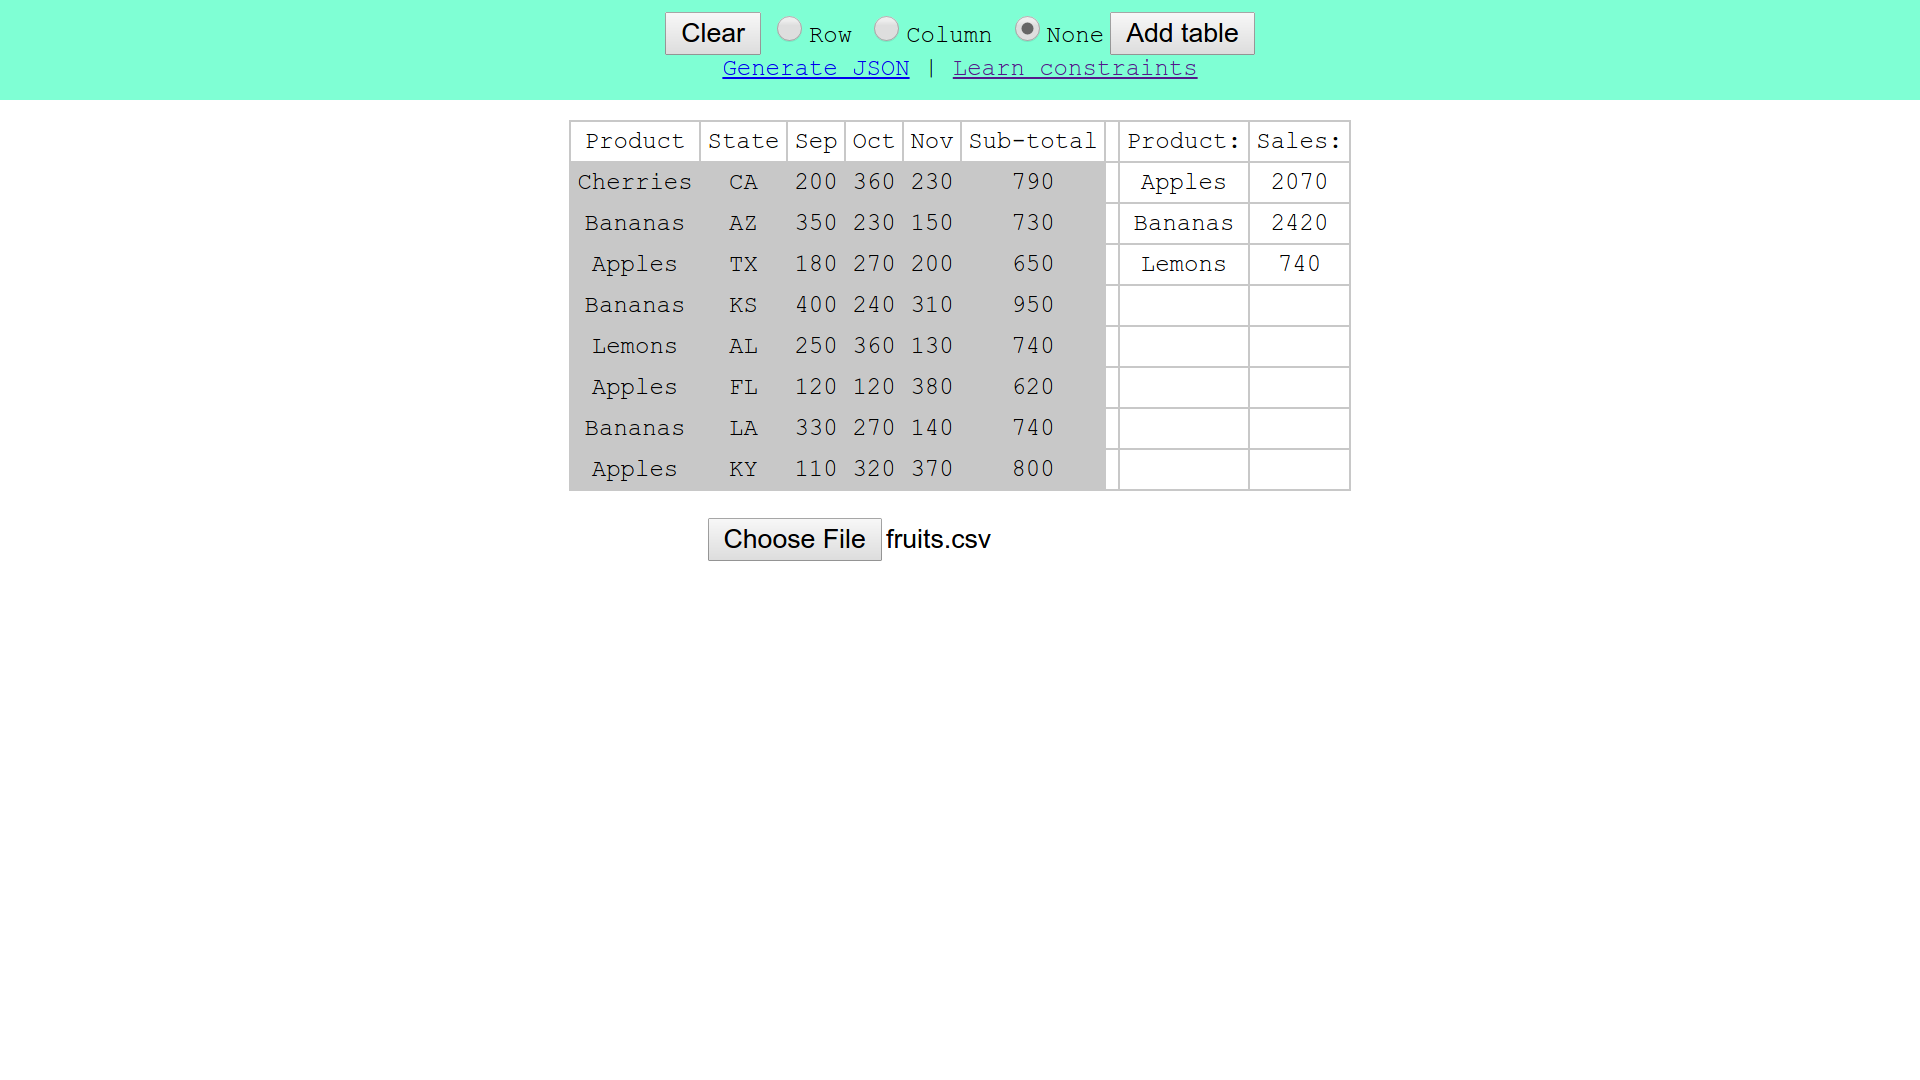 Clear Row Column None Add table
Generate JSON | Learn constraints
Product State Sep Oct Nov Sub-total Product: Sales:
Cherries CA 200 360 230 790 Apples 2070
Bananas AZ 350 230 150 730 Bananas 2420
Apples TX 180 270 200 650 Lemons 740
Bananas KS 400 240 310 950
Lemons AL 250 360 130 740
Apples FL 120 120 380 620
Bananas LA 330 270 140 740
Apples KY 110 320 370 800
Choose File fruits.csv